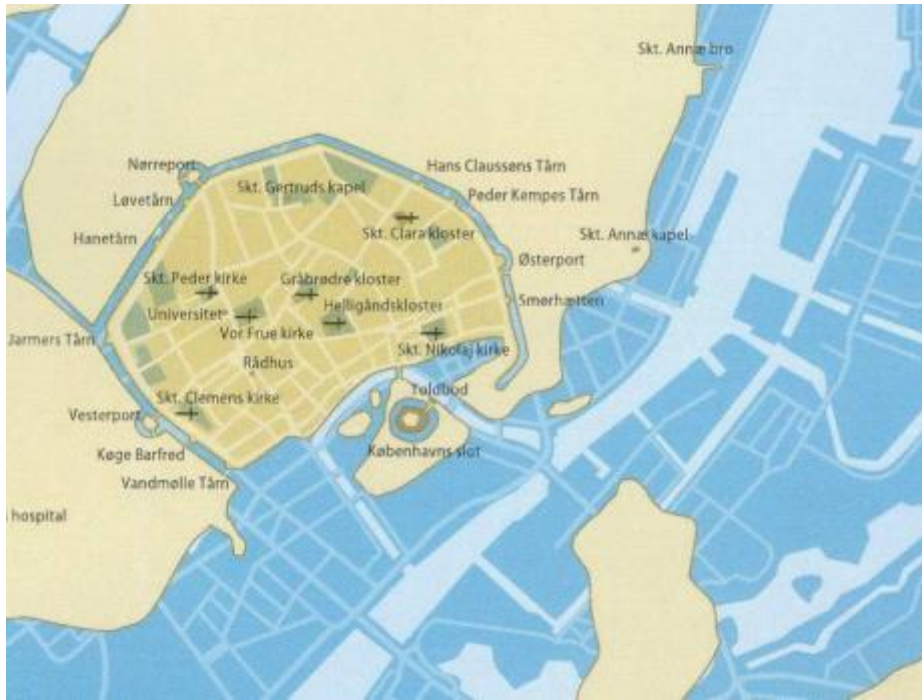 Skt. Annæ bro
Nørreport
Hans Claussøns Tårn
Skt. Gertruds kapel
Løvetårn
Peder Kempes Tårn
Hanetårn
Skt. Clara kloster
Skt. Annæ kapel
Østerport
Skt. Peder kirke
Gråbrødre kloster
Smørhætten
Universitet
Helligåndskloster
Vor Frue kirke
Jarmers Tårn
Skt. Nikolaj kirke
Rådhus
Toldbod
Skt. Clemens kirke
Vesterport
Københavns slot
Køge Barfred
Vandmølle Tårn
hospital